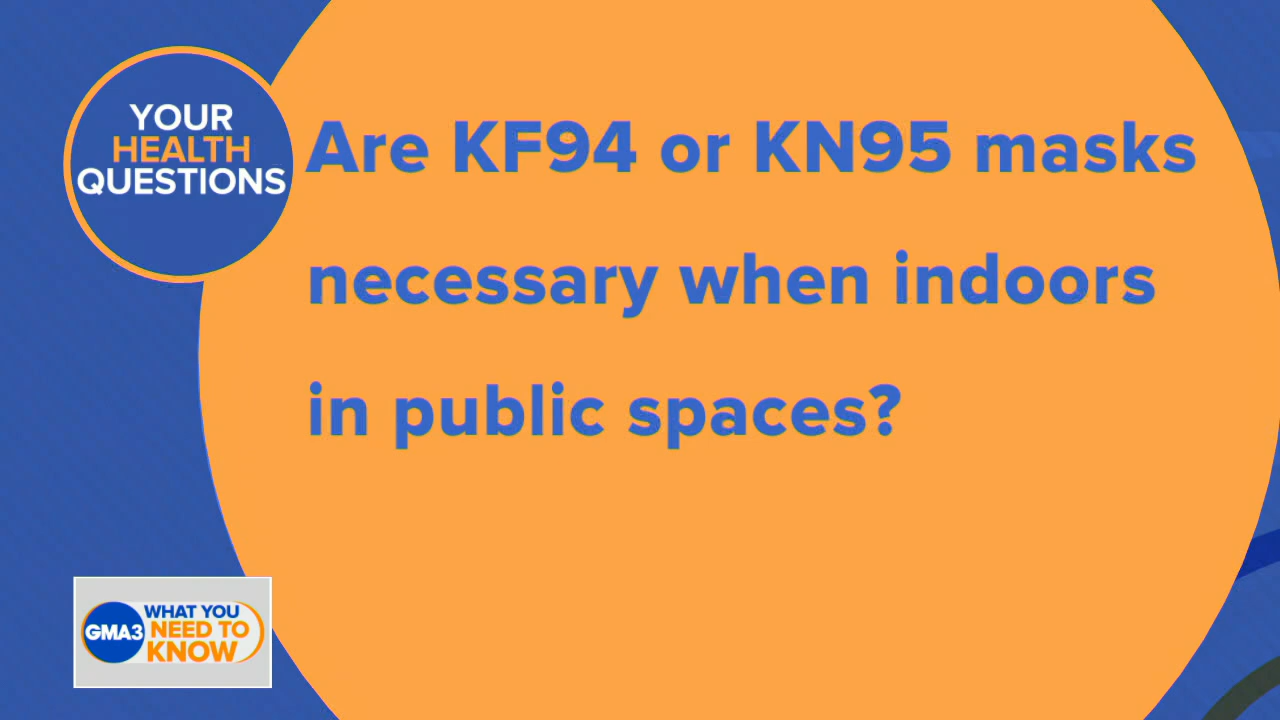 YOUR
HEALTH
QUESTIONS
Are KF94 or KN95 masks
necessary when indoors
in public spaces?
GMA3
WHAT YOU
NEED TO
KNOW